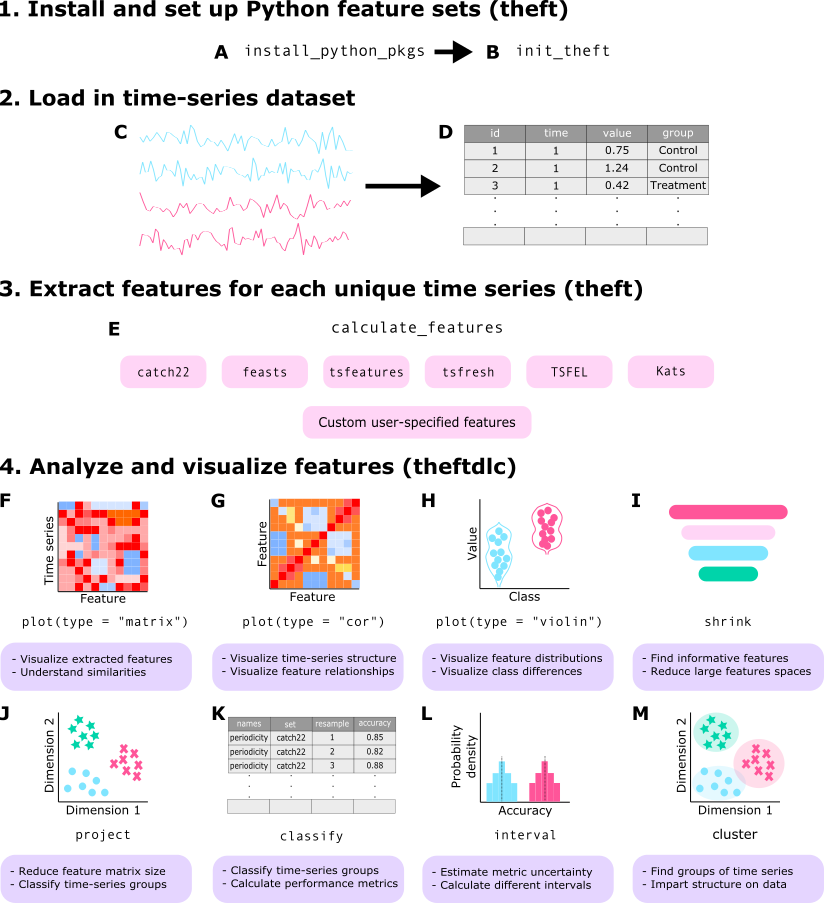 1. Install and set up Python feature sets (theft)
A install_python_pkgs B init_theft
2. Load in time-series dataset
C
D
id time value group
1 1 0.75 Control
2 1 1.24 Control
3 1 0.42 Treatment
3. Extract features for each unique time series (theft)
E calculate_features
catch22 feasts tsfeatures tsfresh TSFEL Kats
Custom user-specified features
4. Analyze and visualize features (theftdlc)
F
Time series
Feature
plot(type = "matrix")
- Visualize extracted features
- Understand similarities
G
Feature
Feature
plot(type = "cor")
- Visualize time-series structure
- Visualize feature relationships
H
Value
Class
plot(type = "violin")
- Visualize feature distributions
- Visualize class differences
I
shrink
- Find informative features
- Reduce large features spaces
J
Dimension 2
Dimension 1
project
- Reduce feature matrix size
- Classify time-series groups
K
names set resample accuracy
periodicity catch22 1 0.85
periodicity catch22 2 0.82
periodicity catch22 3 0.88
classify
- Classify time-series groups
- Calculate performance metrics
L
Probability
density
Accuracy
interval
- Estimate metric uncertainty
- Calculate different intervals
M
Dimension 2
Dimension 1
cluster
- Find groups of time series
- Impart structure on data